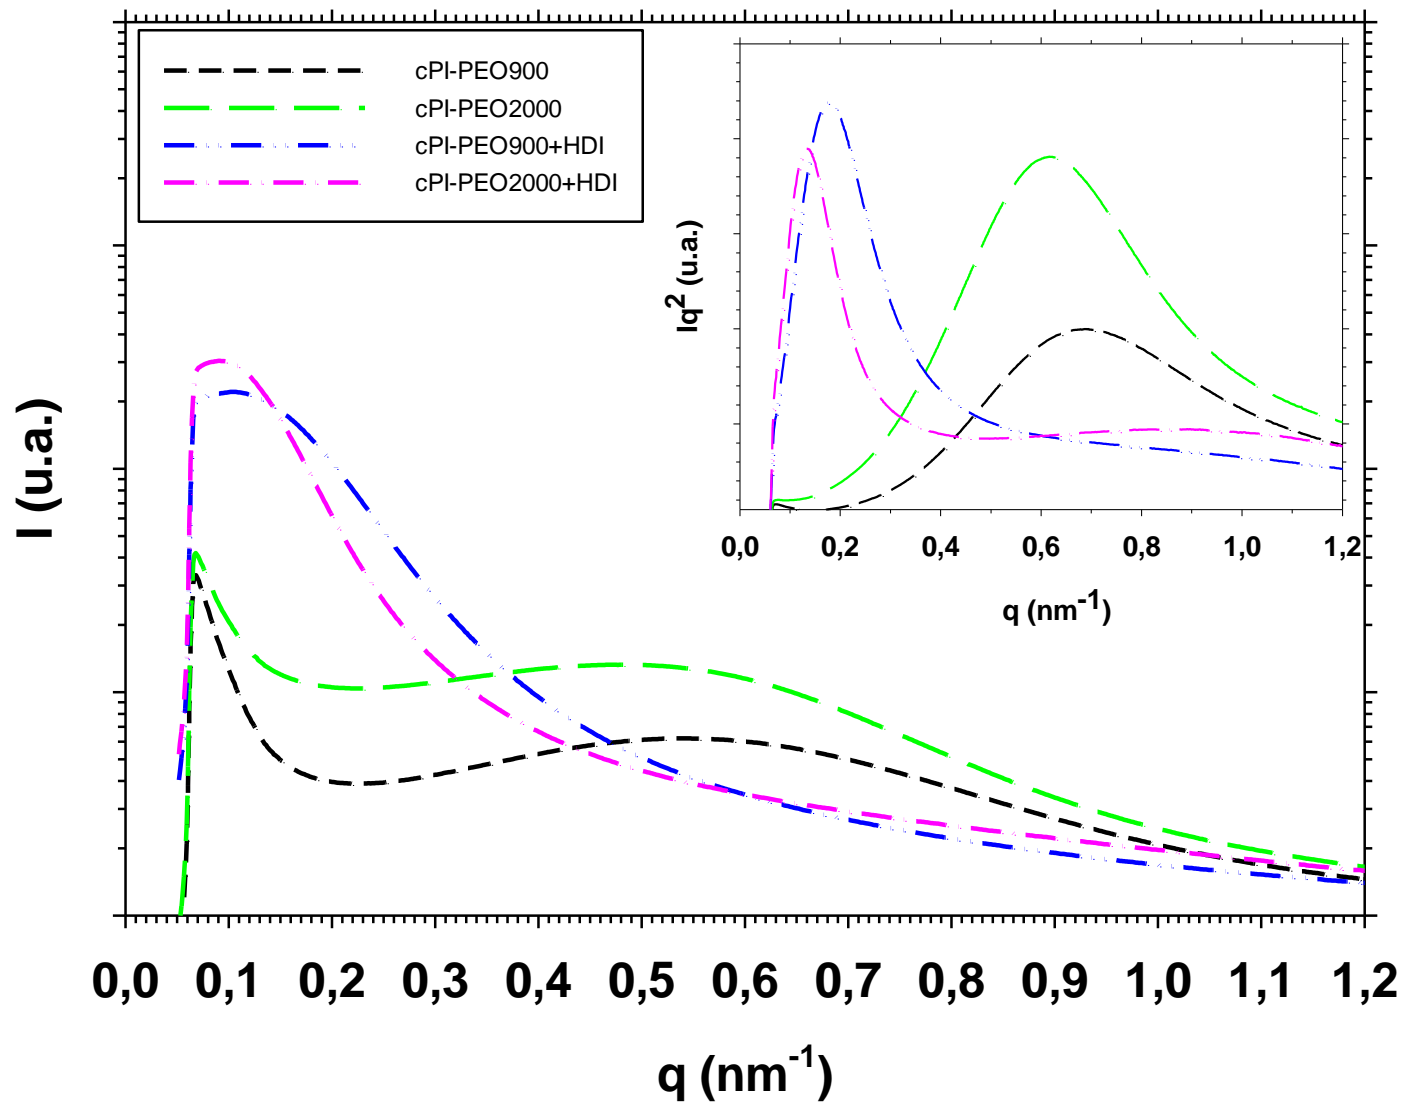 cPI-PEO900
cPI-PEO2000
cPI-PEO900+HDI
cPI-PEO2000+HDI
Iq2 (u.a.)
0,0 0,2 0,4 0,6 0,8 1,0 1,2
q (nm-1)
I (u.a.)
0,0 0,1 0,2 0,3 0,4 0,5 0,6 0,7 0,8 0,9 1,0 1,1 1,2
q (nm-1)